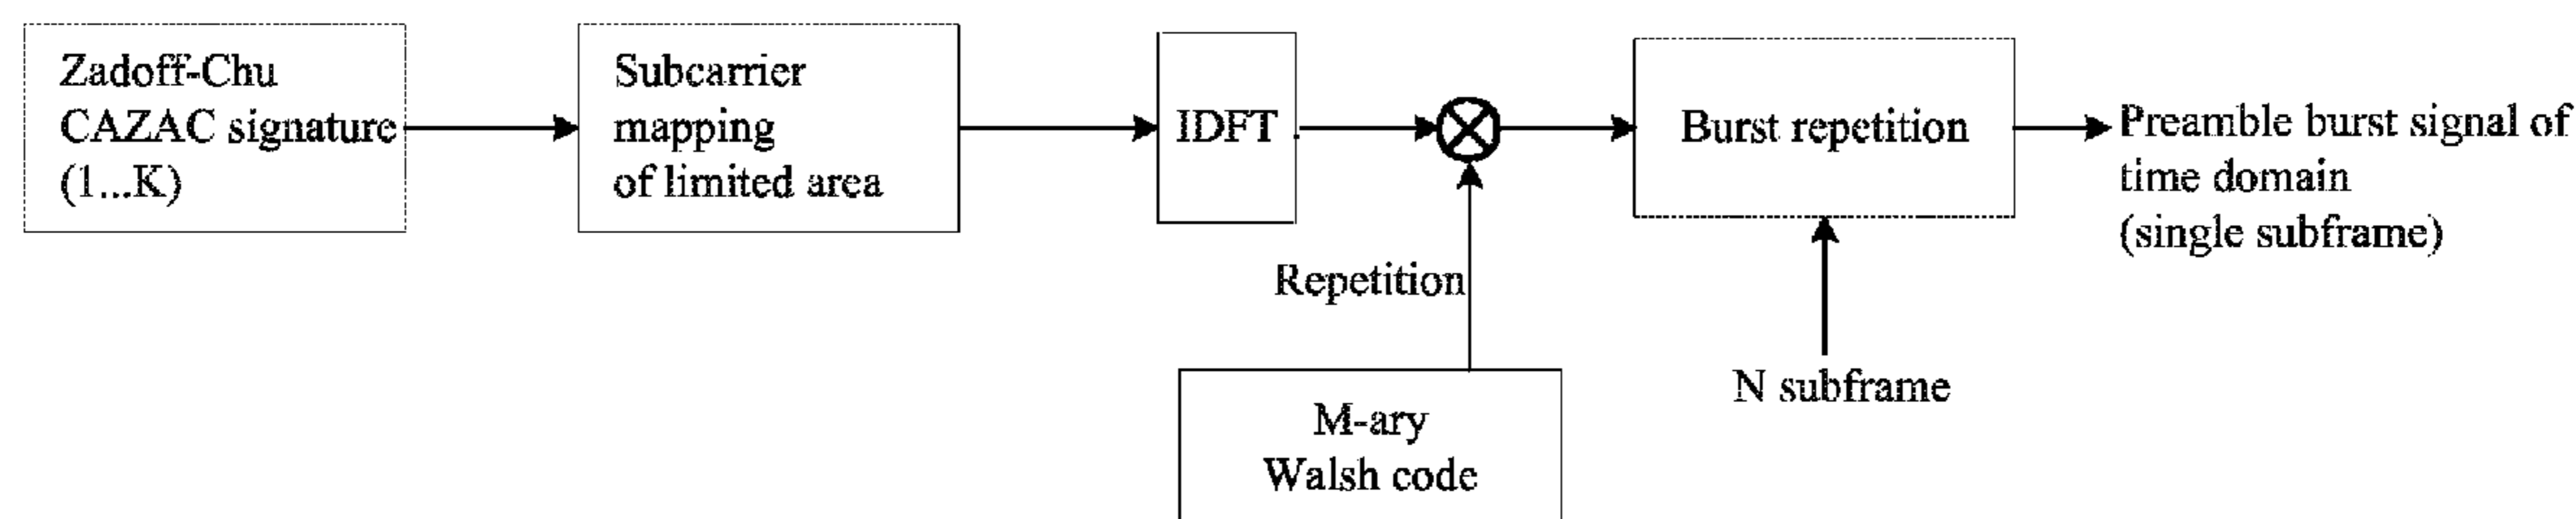 Zadoff-Chu
CAZAC signature
(1...K)
Subcarrier
mapping
of limited area
IDFT
Burst repetition
Preamble burst signal of
time domain
(single subframe)
Repetition
N subframe
M-ary
Walsh code